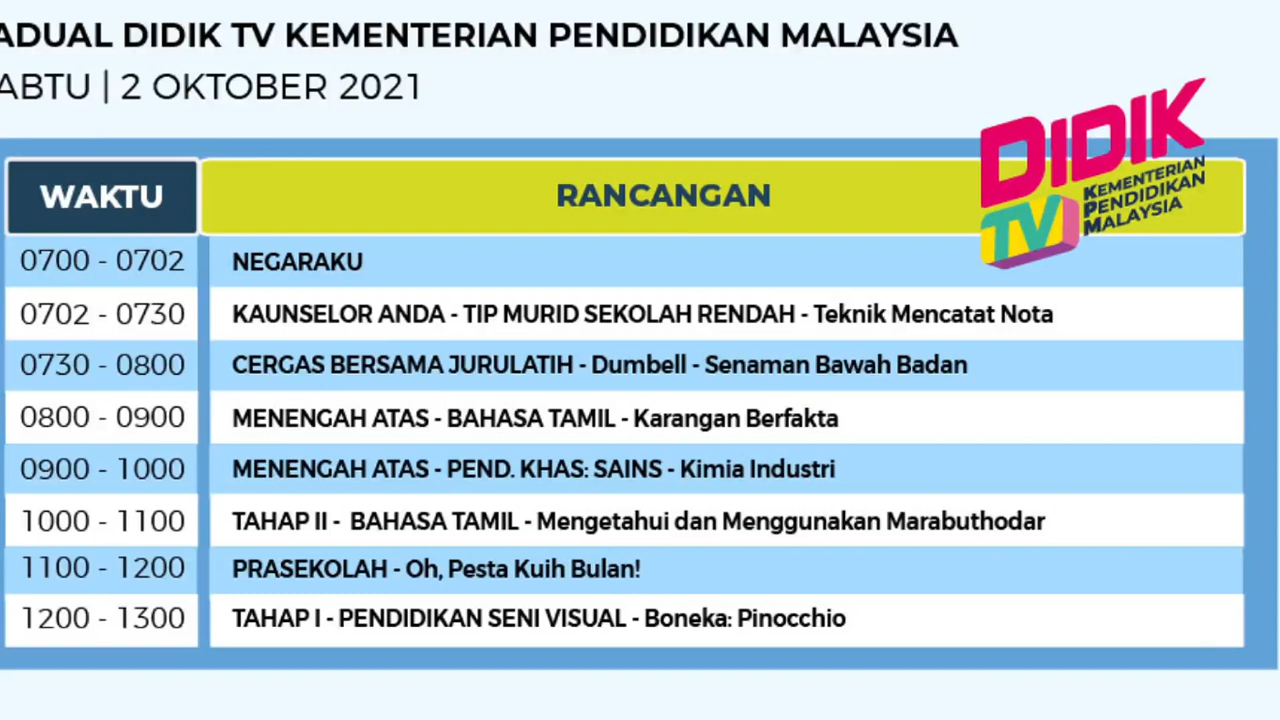 ADUAL DIDIK TV KEMENTERIAN PENDIDIKAN MALAYSIA
ABTU | 2 OKTOBER 2021
DIDIK
TV
KEMENTERIAN
PENDIDIKAN
MALAYSIA
WAKTU RANCANGAN
0700 - 0702 NEGARAKU
0702 - 0730 KAUNSELOR ANDA - TIP MURID SEKOLAH RENDAH - Teknik Mencatat Nota
0730 - 0800 CERGAS BERSAMA JURULATIH - Dumbell - Senaman Bawah Badan
0800 - 0900 MENENGAH ATAS - BAHASA TAMIL - Karangan Berfakta
0900 - 1000 MENENGAH ATAS - PEND. KHAS: SAINS - Kimia Industri
1000 - 1100 TAHAP II - BAHASA TAMIL - Mengetahui dan Menggunakan Marabuthodar
1100 - 1200 PRASEKOLAH - Oh, Pesta Kuih Bulan!
1200 - 1300 TAHAP I - PENDIDIKAN SENI VISUAL - Boneka: Pinocchio